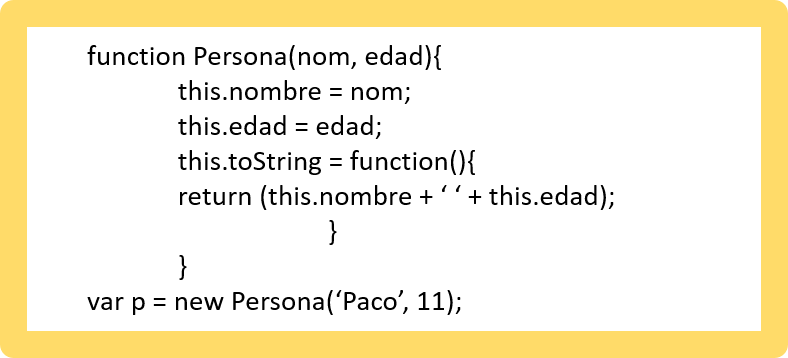 function Persona(nom, edad){
this.nombre = nom;
this.edad = edad;
this.toString = function(){
return (this.nombre + ‘ ‘ + this.edad);
}
}
var p = new Persona(‘Paco’, 11);